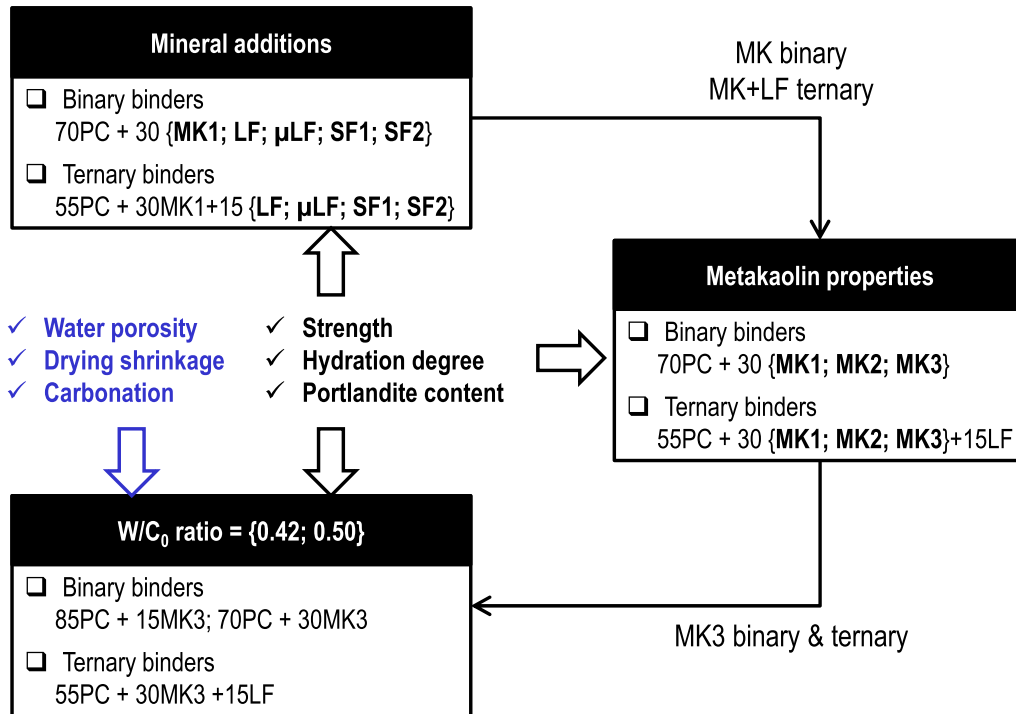 Mineral additions
❑ Binary binders
70PC + 30 {MK1; LF; µLF; SF1; SF2}
❑ Ternary binders
55PC + 30MK1+15 {LF; µLF; SF1; SF2}
MK binary
MK+LF ternary
✓ Water porosity
✓ Drying shrinkage
✓ Carbonation
✓ Strength
✓ Hydration degree
✓ Portlandite content
Metakaolin properties
❑ Binary binders
70PC + 30 {MK1; MK2; MK3}
❑ Ternary binders
55PC + 30 {MK1; MK2; MK3}+15LF
W/C₀ ratio = {0.42; 0.50}
❑ Binary binders
85PC + 15MK3; 70PC + 30MK3
❑ Ternary binders
55PC + 30MK3 +15LF
MK3 binary & ternary